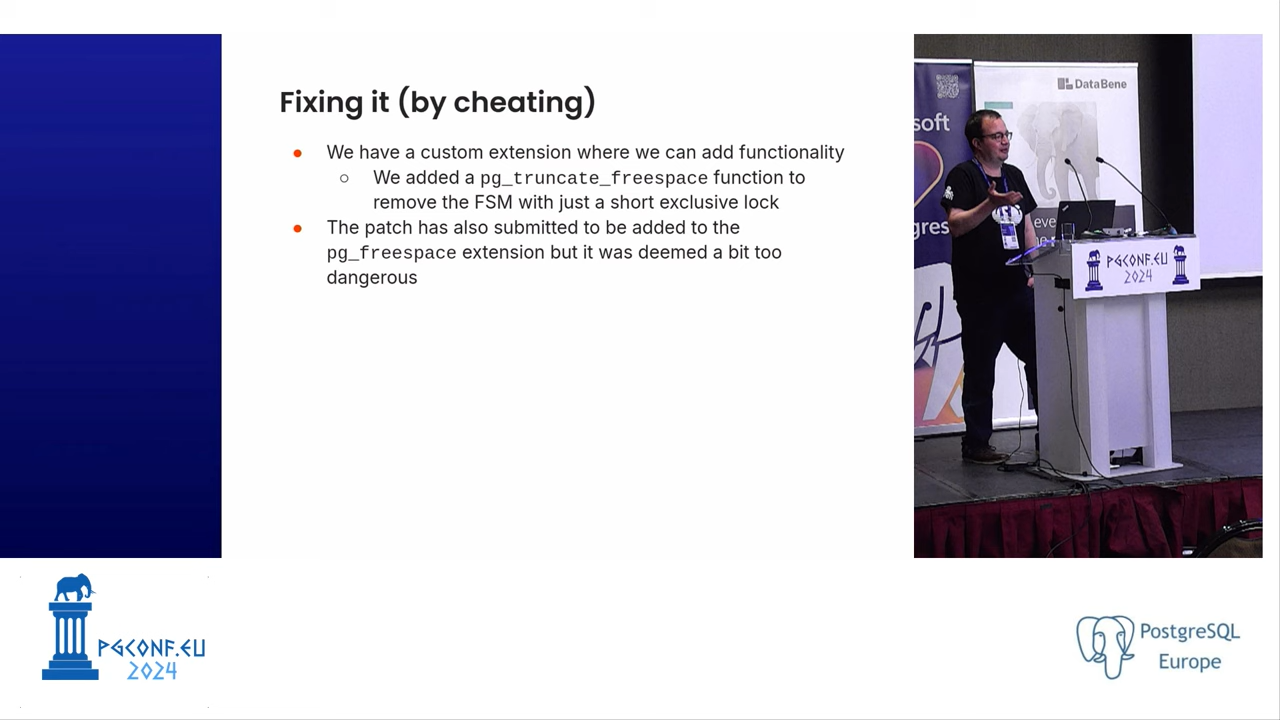 Fixing it (by cheating)
● We have a custom extension where we can add functionality
○ We added a pg_truncate_freespace function to
remove the FSM with just a short exclusive lock
● The patch has also submitted to be added to the
pg_freespace extension but it was deemed a bit too
dangerous
DataBene
soft
eve
gres
PGCONF.EU
2024
PGCONF.EU
2024
PostgreSQL
Europe